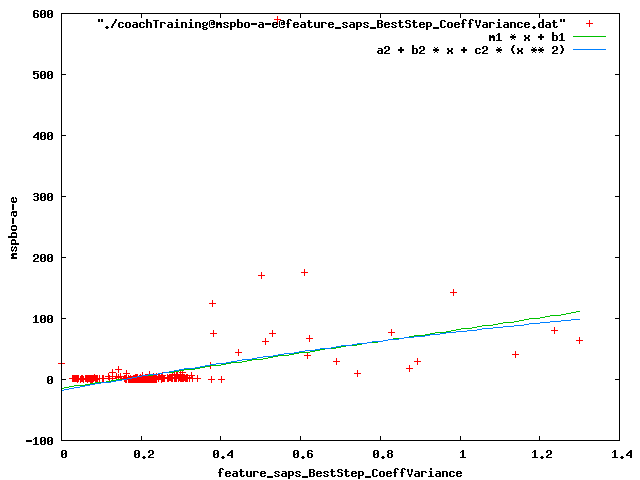 "./coachTraining@mspbo-a-e@feature_saps_BestStep_CoeffVariance.dat"
m1 * x + b1
a2 + b2 * x + c2 * (x ** 2)
600
500
400
300
200
100
0
-100
mspbo-a-e
0 0.2 0.4 0.6 0.8 1 1.2 1.4
feature_saps_BestStep_CoeffVariance